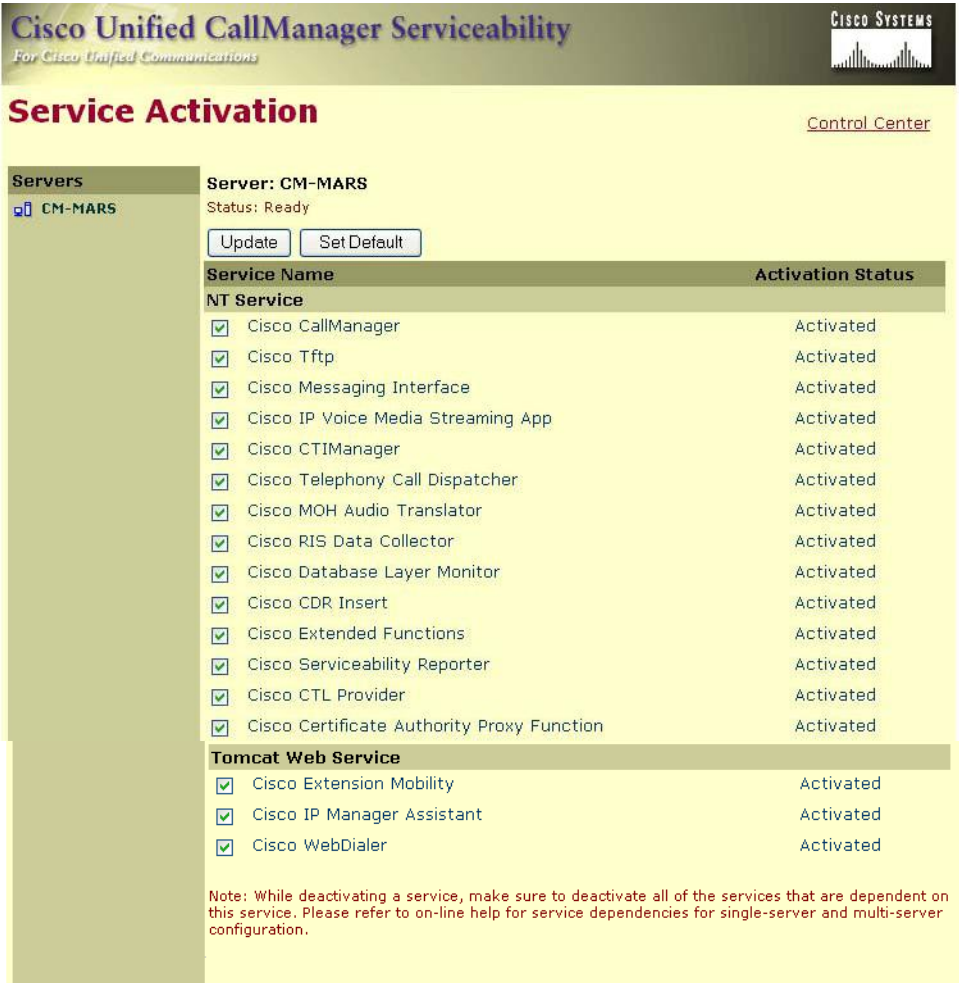 Cisco Unified CallManager Serviceability
For Cisco Unified Communications
CISCO SYSTEMS
Service Activation
Control Center
Servers
CM-MARS
Server: CM-MARS
Status: Ready
Update Set Default
Service Name Activation Status
NT Service
Cisco CallManager Activated
Cisco Tftp Activated
Cisco Messaging Interface Activated
Cisco IP Voice Media Streaming App Activated
Cisco CTIManager Activated
Cisco Telephony Call Dispatcher Activated
Cisco MOH Audio Translator Activated
Cisco RIS Data Collector Activated
Cisco Database Layer Monitor Activated
Cisco CDR Insert Activated
Cisco Extended Functions Activated
Cisco Serviceability Reporter Activated
Cisco CTL Provider Activated
Cisco Certificate Authority Proxy Function Activated
Tomcat Web Service
Cisco Extension Mobility Activated
Cisco IP Manager Assistant Activated
Cisco WebDialer Activated
Note: While deactivating a service, make sure to deactivate all of the services that are dependent on
this service. Please refer to on-line help for service dependencies for single-server and multi-server
configuration.